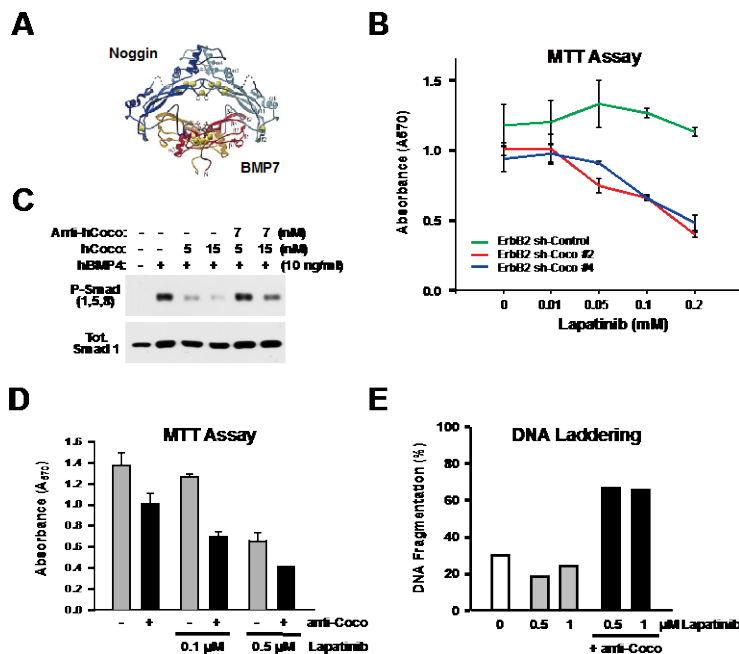 A
Noggin
BMP7
B
MTT Assay
Absorbance (A570)
1.5
1.0
0.5
0.0
ErbB2 sh-Control
ErbB2 sh-Coco #2
ErbB2 sh-Coco #4
0 0.01 0.05 0.1 0.2
Lapatinib (mM)
C
Anti-hCoco: - - - - 7 7 (nM)
hCoco: - - 5 15 5 15 (nM)
hBMP4: - + + + + + (10 ng/ml)
P-Smad
(1,5,8)
Tot.
Smad 1
D
MTT Assay
Absorbance (A670)
1.6
1.4
1.2
1.0
0.8
0.6
0.4
0.2
0.0
- + - + - + anti-Coco
0.1 µM 0.5 µM Lapatinib
E
DNA Laddering
DNA Fragmentation (%)
80
60
40
20
0
0 0.5 1 0.5 1 µM Lapatinib
+ anti-Coco